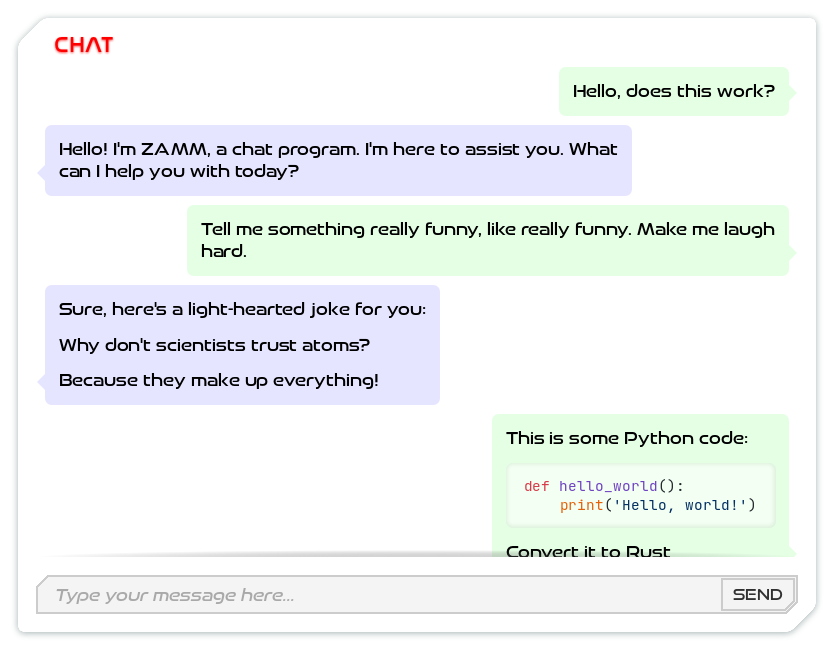 CHAT
Hello, does this work?
Hello! I'm ZAMM, a chat program. I'm here to assist you. What
can I help you with today?
Tell me something really funny, like really funny. Make me laugh
hard.
Sure, here's a light-hearted joke for you:
Why don't scientists trust atoms?
Because they make up everything!
This is some Python code:
def hello_world():
    print('Hello, world!')
Convert it to Rust
Type your message here...
SEND